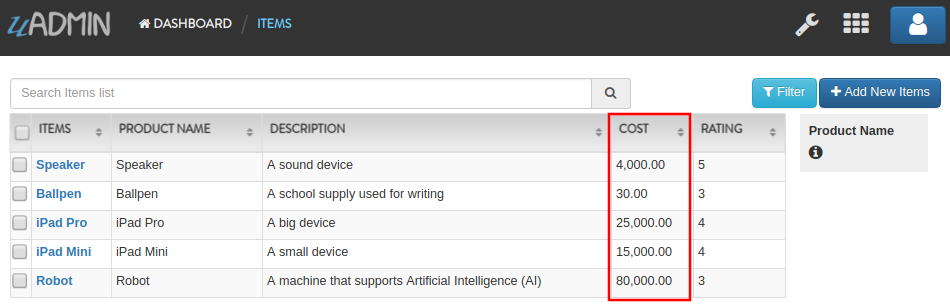 uADMIN DASHBOARD / ITEMS
Search Items list Filter Add New Items
ITEMS PRODUCT NAME DESCRIPTION COST RATING Product Name
Speaker Speaker A sound device 4,000.00 5
Ballpen Ballpen A school supply used for writing 30.00 3
iPad Pro iPad Pro A big device 25,000.00 4
iPad Mini iPad Mini A small device 15,000.00 4
Robot Robot A machine that supports Artificial Intelligence (AI) 80,000.00 3